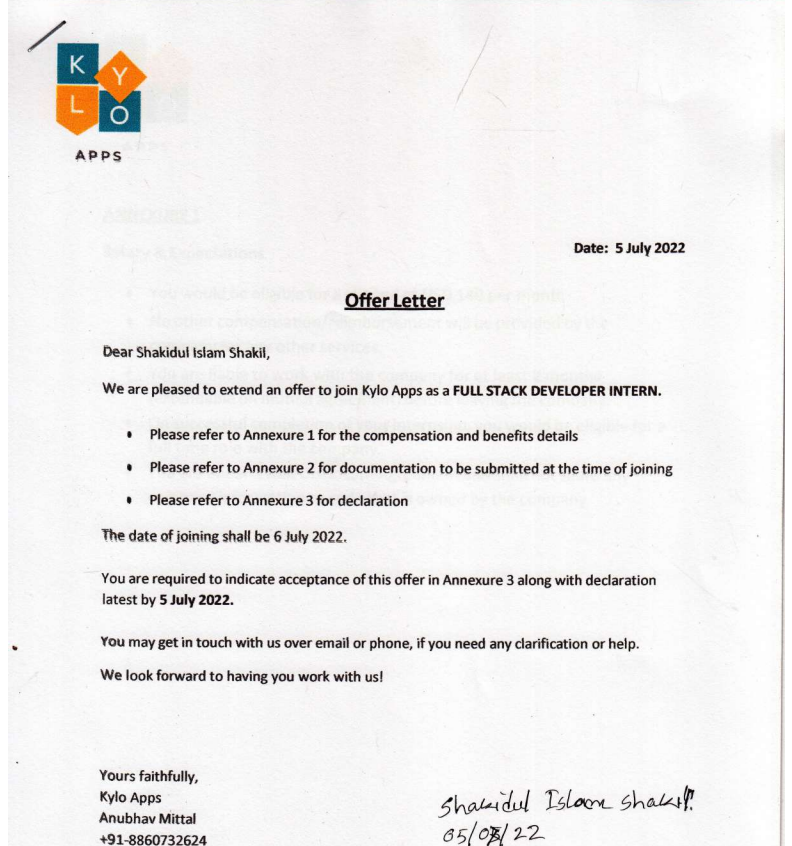 K Y
L O
APPS
Date: 5 July 2022
Offer Letter
Dear Shakidul Islam Shakil,
We are pleased to extend an offer to join Kylo Apps as a FULL STACK DEVELOPER INTERN.
• Please refer to Annexure 1 for the compensation and benefits details
• Please refer to Annexure 2 for documentation to be submitted at the time of joining
• Please refer to Annexure 3 for declaration
The date of joining shall be 6 July 2022.
You are required to indicate acceptance of this offer in Annexure 3 along with declaration
latest by 5 July 2022.
You may get in touch with us over email or phone, if you need any clarification or help.
We look forward to having you work with us!
Yours faithfully,
Kylo Apps
Anubhav Mittal
+91-8860732624
Shakidul Islam Shakil